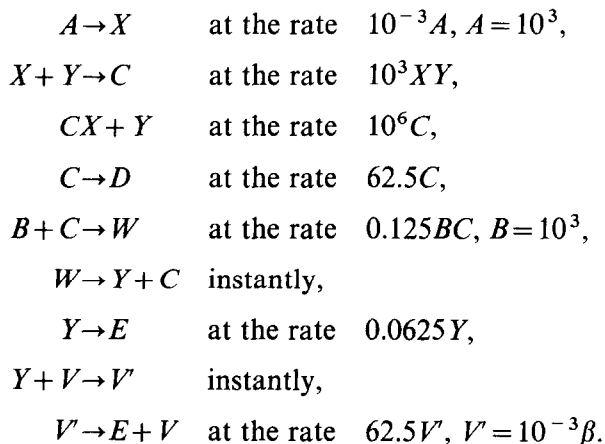 A→X at the rate 10⁻³A, A=10³,
X+Y→C at the rate 10³XY,
CX+Y at the rate 10⁶C,
C→D at the rate 62.5C,
B+C→W at the rate 0.125BC, B=10³,
W→Y+C instantly,
Y→E at the rate 0.0625Y,
Y+V→V' instantly,
V'→E+V at the rate 62.5V', V'=10⁻³β.